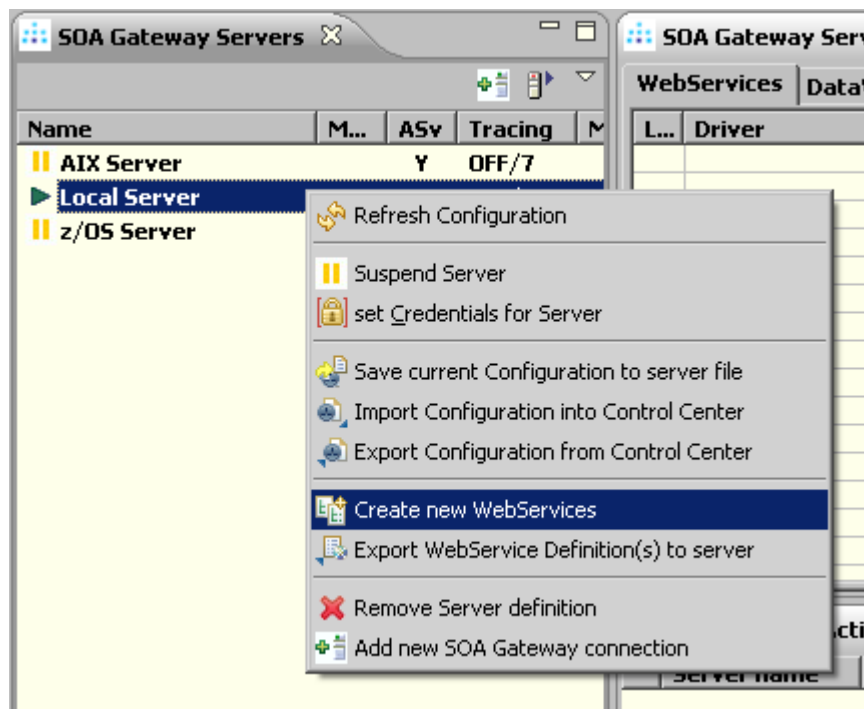 SOA Gateway Servers
SOA Gateway Serv
WebServices
Data
Name M... ASv Tracing M
L... Driver
AIX Server Y OFF/7
Local Server
z/OS Server
Refresh Configuration
Suspend Server
set Credentials for Server
Save current Configuration to server file
Import Configuration into Control Center
Export Configuration from Control Center
Create new WebServices
Export WebService Definition(s) to server
Remove Server definition
Add new SOA Gateway connection
cti
Server name